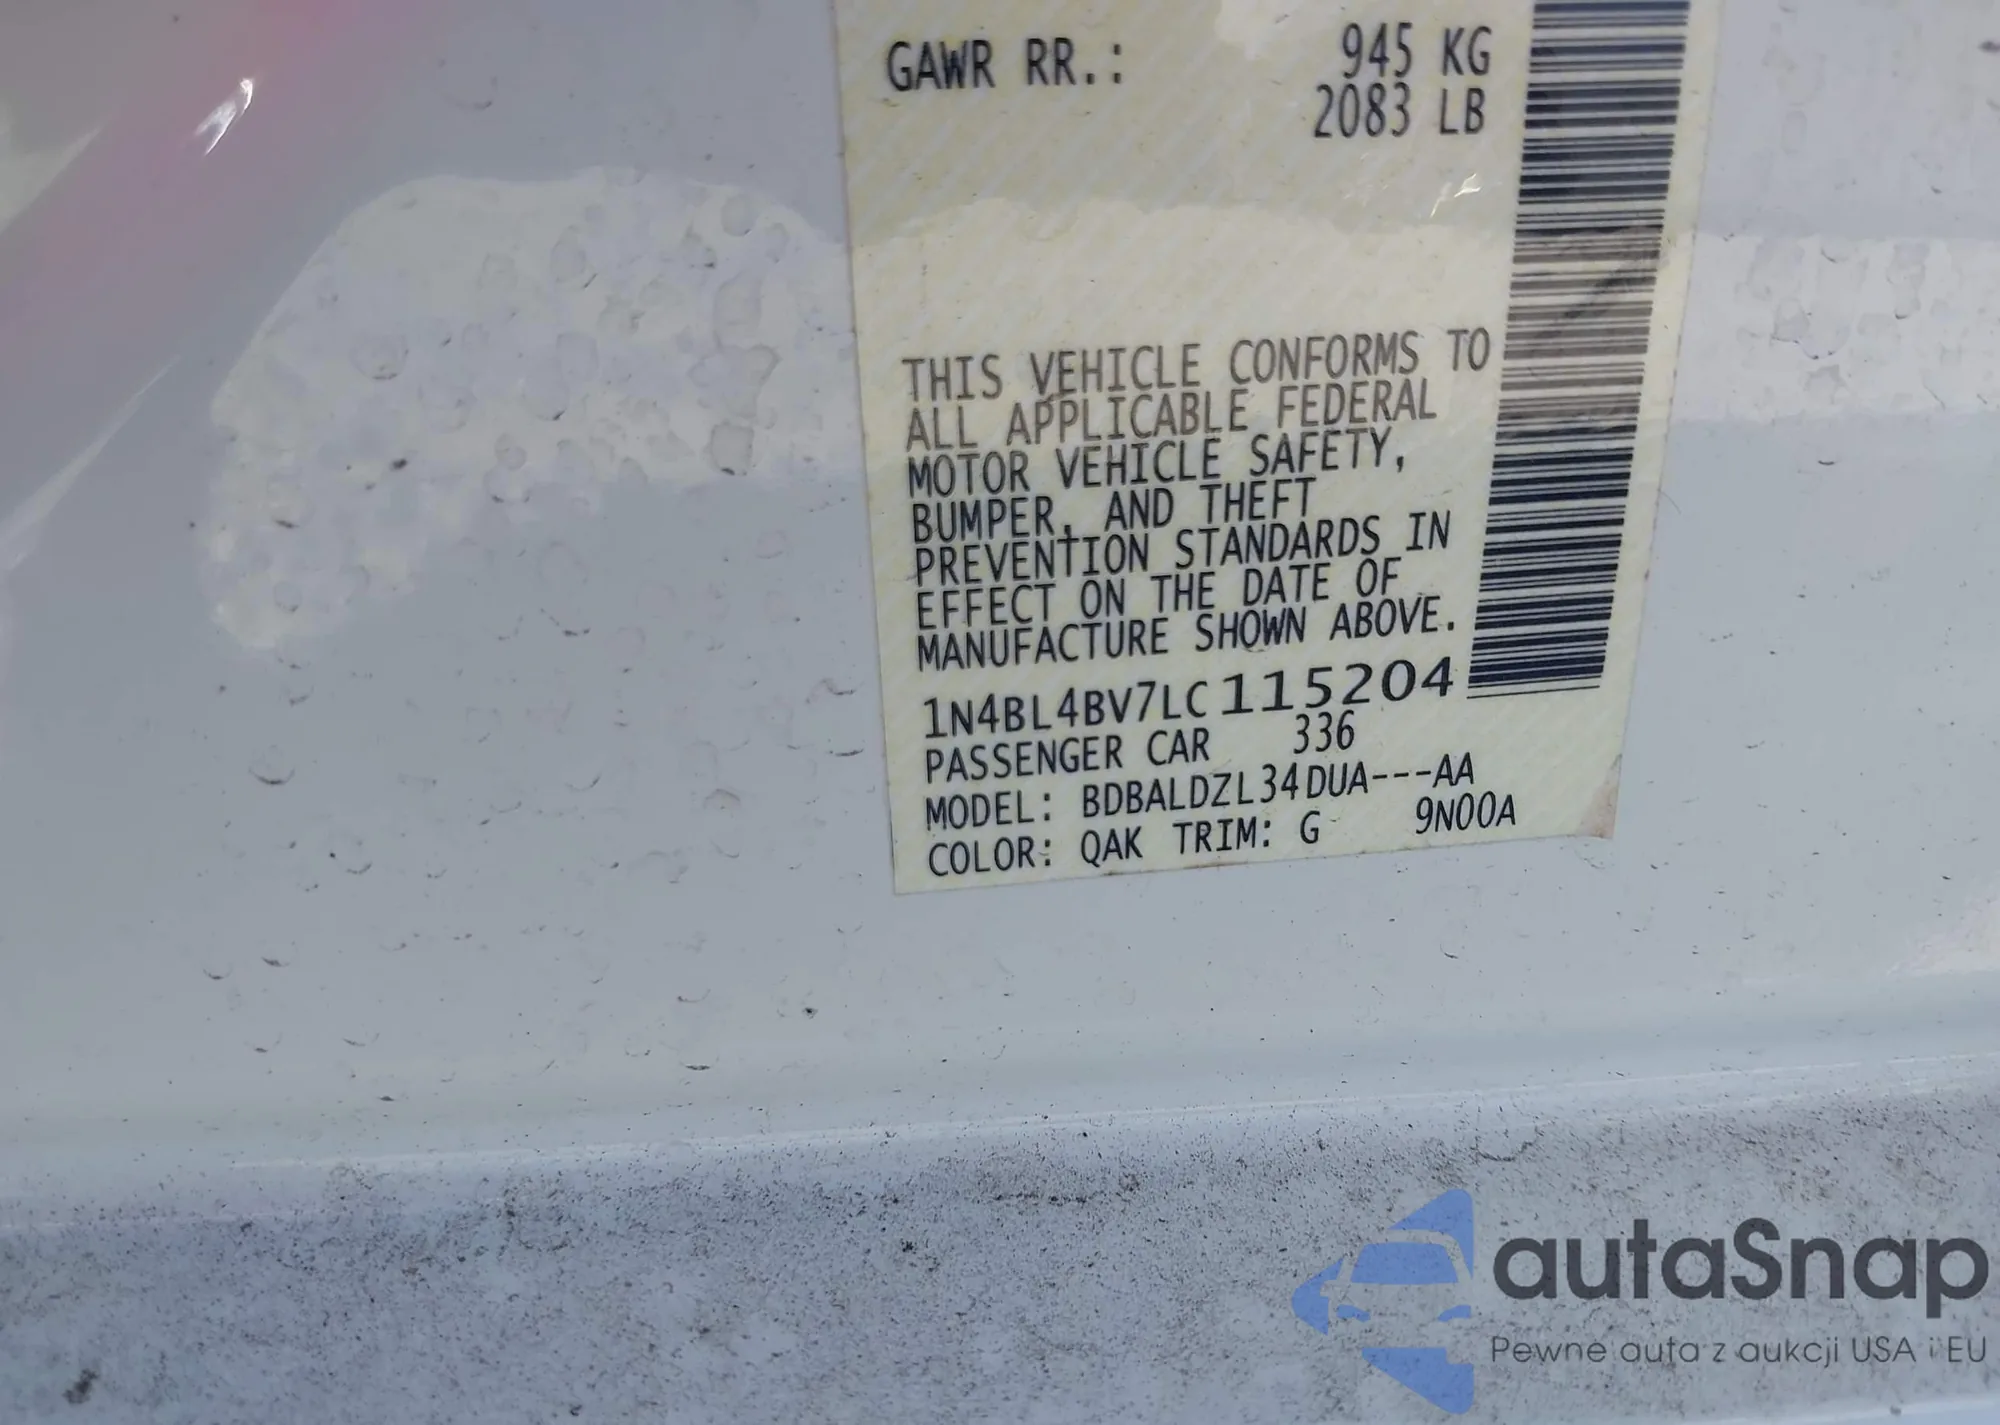 GAWR RR.: 945 KG
2083 LB
THIS VEHICLE CONFORMS TO
ALL APPLICABLE FEDERAL
MOTOR VEHICLE SAFETY,
BUMPER, AND THEFT
PREVENTION STANDARDS IN
EFFECT ON THE DATE OF
MANUFACTURE SHOWN ABOVE.
1N4BL4BV7LC115204
PASSENGER CAR 336
MODEL: BDBALDZL34DUA---AA
COLOR: QAK TRIM: G 9N00A
autaSnap
Pewne auta z aukcji USA i EU